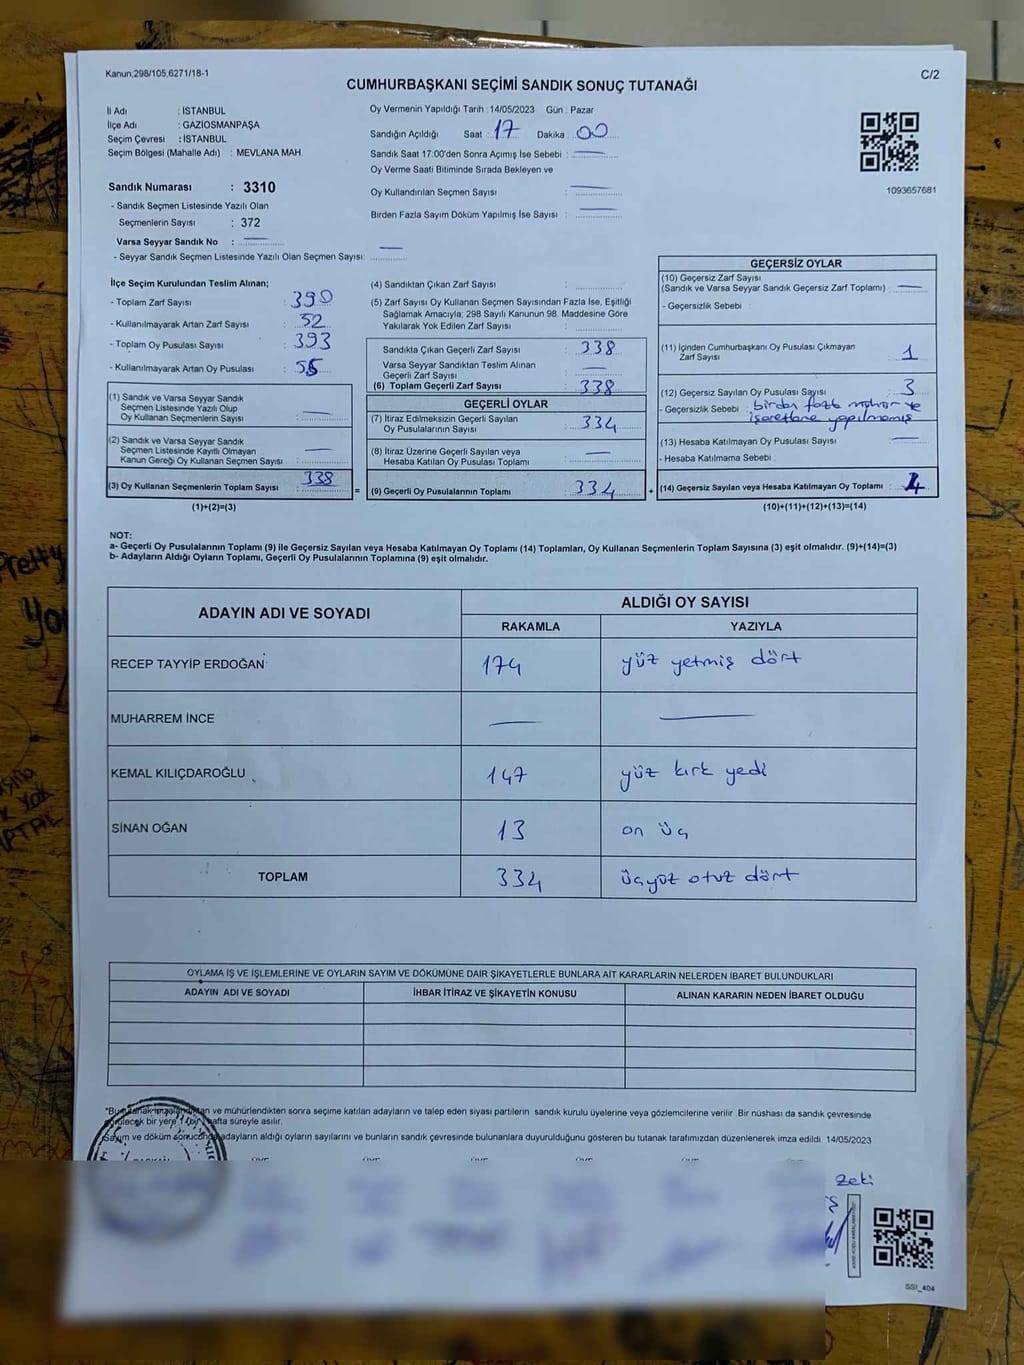 Kanun,298/105,6271/18-1
C/2
CUMHURBAŞKANI SEÇİMİ SANDIK SONUÇ TUTANAĞI
İl Adı : İSTANBUL
İlçe Adı : GAZİOSMANPAŞA
Seçim Çevresi : İSTANBUL
Seçim Bölgesi (Mahalle Adı) : MEVLANA MAH.
Sandık Numarası : 3310
- Sandık Seçmen Listesinde Yazılı Olan
Seçmenlerin Sayısı : 372
Varsa Seyyar Sandık No :
- Seyyar Sandık Seçmen Listesinde Yazılı Olan Seçmen Sayısı:
Oy Vermenin Yapıldığı Tarih : 14/05/2023 Gün : Pazar
Sandığın Açıldığı Saat : 17 Dakika : 00
Sandık Saat 17:00'den Sonra Açımış İse Sebebi :
Oy Verme Saati Bitiminde Sırada Bekleyen ve
Oy Kullandırılan Seçmen Sayısı :
Birden Fazla Sayım Döküm Yapılmış İse Sayısı :
1093657681
İlçe Seçim Kurulundan Teslim Alınan;
- Toplam Zarf Sayısı : 390
- Kullanılmayarak Artan Zarf Sayısı : 52
- Toplam Oy Pusulası Sayısı : 393
- Kullanılmayarak Artan Oy Pusulası : 55
(1) Sandık ve Varsa Seyyar Sandık
Seçmen Listesinde Yazılı Olup
Oy Kullanan Seçmenlerin Sayısı :
(2) Sandık ve Varsa Seyyar Sandık
Seçmen Listesinde Kayıtlı Olmayan
Kanun Gereği Oy Kullanan Seçmen Sayısı :
(3) Oy Kullanan Seçmenlerin Toplam Sayısı : 338
(1)+(2)=(3)
(4) Sandıktan Çıkan Zarf Sayısı :
(5) Zarf Sayısı Oy Kullanan Seçmen Sayısından Fazla İse, Eşitliği
Sağlamak Amacıyla; 298 Sayılı Kanunun 98. Maddesine Göre
Yakılarak Yok Edilen Zarf Sayısı :
Sandıkta Çıkan Geçerli Zarf Sayısı : 338
Varsa Seyyar Sandıktan Teslim Alınan
Geçerli Zarf Sayısı :
(6) Toplam Geçerli Zarf Sayısı : 338
GEÇERLİ OYLAR
(7) İtiraz Edilmeksizin Geçerli Sayılan
Oy Pusulalarının Sayısı : 334
(8) İtiraz Üzerine Geçerli Sayılan veya
Hesaba Katılan Oy Pusulası Toplamı :
= (9) Geçerli Oy Pusulalarının Toplamı : 334 +
GEÇERSİZ OYLAR
(10) Geçersiz Zarf Sayısı
(Sandık ve Varsa Seyyar Sandık Geçersiz Zarf Toplamı) :
- Geçersizlik Sebebi :
(11) İçinden Cumhurbaşkanı Oy Pusulası Çıkmayan
Zarf Sayısı : 1
(12) Geçersiz Sayılan Oy Pusulası Sayısı : 3
- Geçersizlik Sebebi : birden fazla mühür ve
işaretleme yapılmamış
(13) Hesaba Katılmayan Oy Pusulası Sayısı :
- Hesaba Katılmama Sebebi :
(14) Geçersiz Sayılan veya Hesaba Katılmayan Oy Toplamı : 4
(10)+(11)+(12)+(13)=(14)
NOT:
a- Geçerli Oy Pusulalarının Toplamı (9) ile Geçersiz Sayılan veya Hesaba Katılmayan Oy Toplamı (14) Toplamları, Oy Kullanan Seçmenlerin Toplam Sayısına (3) eşit olmalıdır. (9)+(14)=(3)
b- Adayların Aldığı Oyların Toplamı, Geçerli Oy Pusulalarının Toplamına (9) eşit olmalıdır.
ADAYIN ADI VE SOYADI ALDIĞI OY SAYISI
RAKAMLA YAZIYLA
RECEP TAYYİP ERDOĞAN 174 yüz yetmiş dört
MUHARREM İNCE
KEMAL KILIÇDAROĞLU 147 yüz kırk yedi
SİNAN OĞAN 13 on üç
TOPLAM 334 üçyüz otuz dört
OYLAMA İŞ VE İŞLEMLERİNE VE OYLARIN SAYIM VE DÖKÜMÜNE DAİR ŞİKAYETLERLE BUNLARA AİT KARARLARIN NELERDEN İBARET BULUNDUKLARI
ADAYIN ADI VE SOYADI İHBAR İTİRAZ VE ŞİKAYETİN KONUSU ALINAN KARARIN NEDEN İBARET OLDUĞU
ve mühürlendikten sonra seçime katılan adayların ve talep eden siyasi partilerin sandık kurulu üyelerine veya gözlemcilerine verilir .Bir nüshası da sandık çevresinde
bir yere süreyle asılır.
Sayım ve döküm sonucunda adayların aldığı oyların sayılarını ve bunların sandık çevresinde bulunanlara duyurulduğunu gösteren bu tutanak tarafımızdan düzenlenerek imza edildi. 14/05/2023
Zeki
SSI_404
Pretty